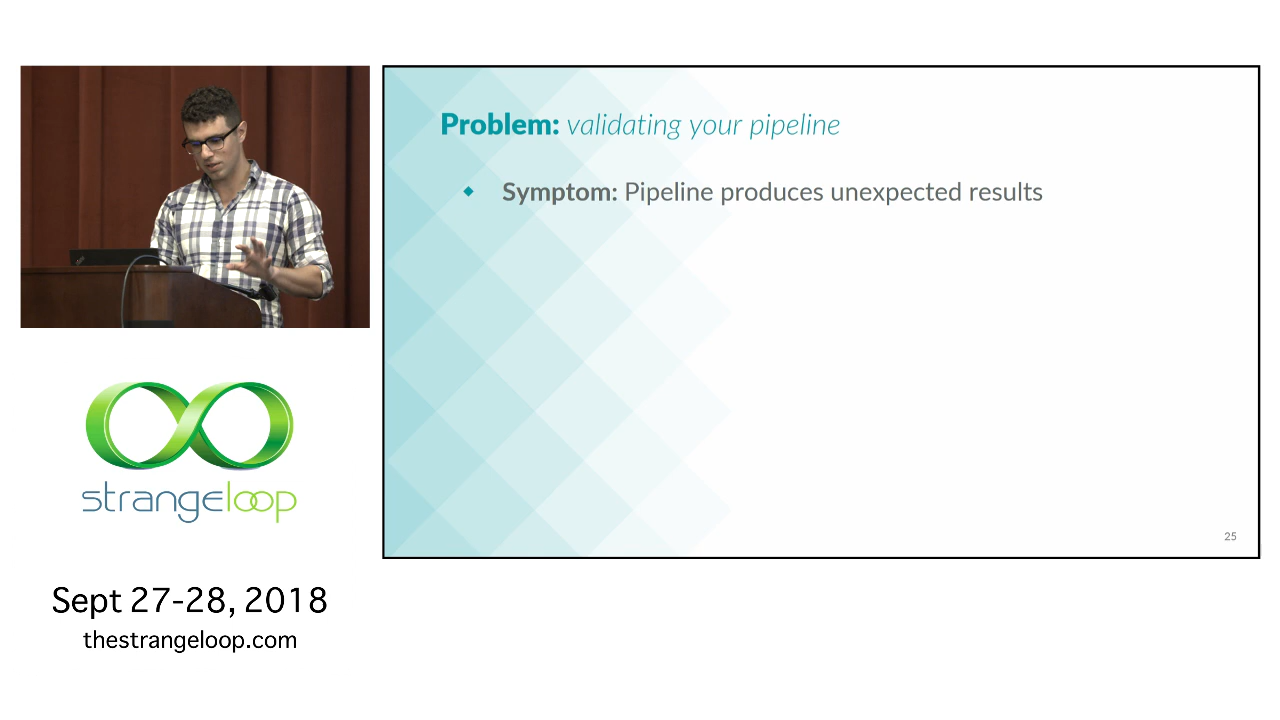 Problem: validating your pipeline
Symptom: Pipeline produces unexpected results
25
strangeloop
Sept 27-28, 2018
thestrangeloop.com